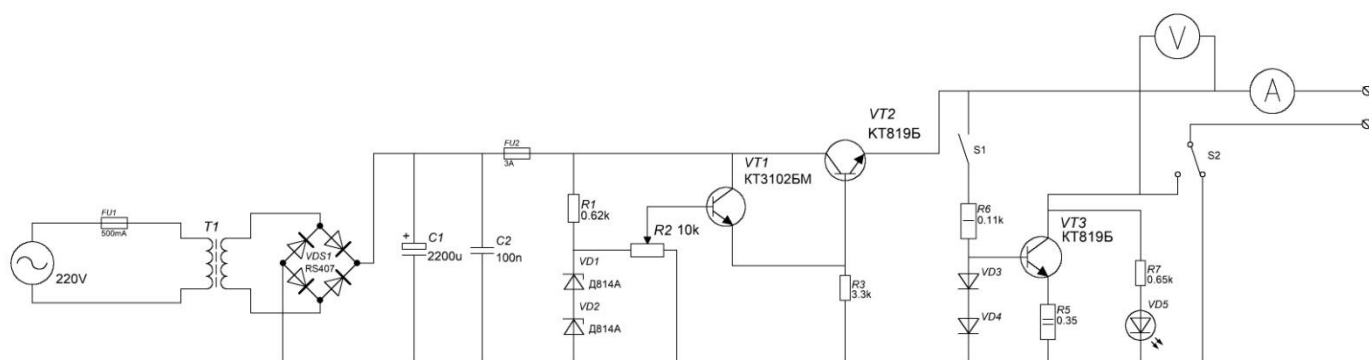 220V
FU1
500mA
T1
VDS1
RS407
+
C1
2200u
C2
100n
FU2
3A
R1
0.62k
VD1
Д814А
VD2
Д814А
R2 10k
VT1
КТ3102БМ
R3
3.3k
VT2
КТ819Б
S1
R6
0.11k
VD3
VD4
VT3
КТ819Б
R5
0.35
R7
0.65k
VD5
V
A
S2